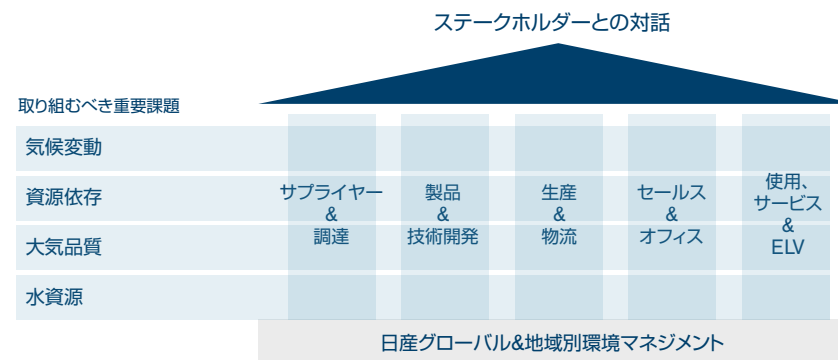 ステークホルダーとの対話
取り組むべき重要課題
気候変動
資源依存
大気品質
水資源
サプライヤー
&
調達
製品
&
技術開発
生産
&
物流
セールス
&
オフィス
使用、
サービス
&
ELV
日産グローバル&地域別環境マネジメント